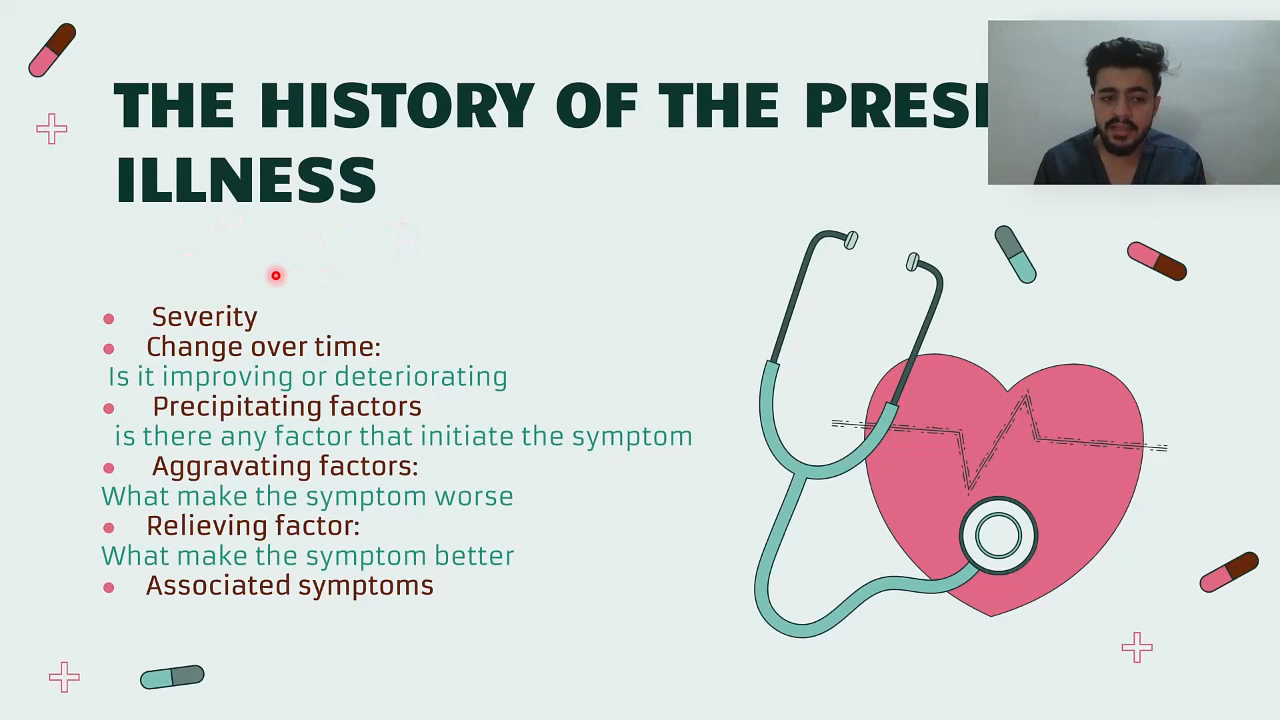 THE HISTORY OF THE
ILLNESS
Severity
Change over time:
Is it improving or deteriorating
Precipitating factors
is there any factor that initiate the symptom
Aggravating factors:
What make the symptom worse
Relieving factor:
What make the symptom better
Associated symptoms